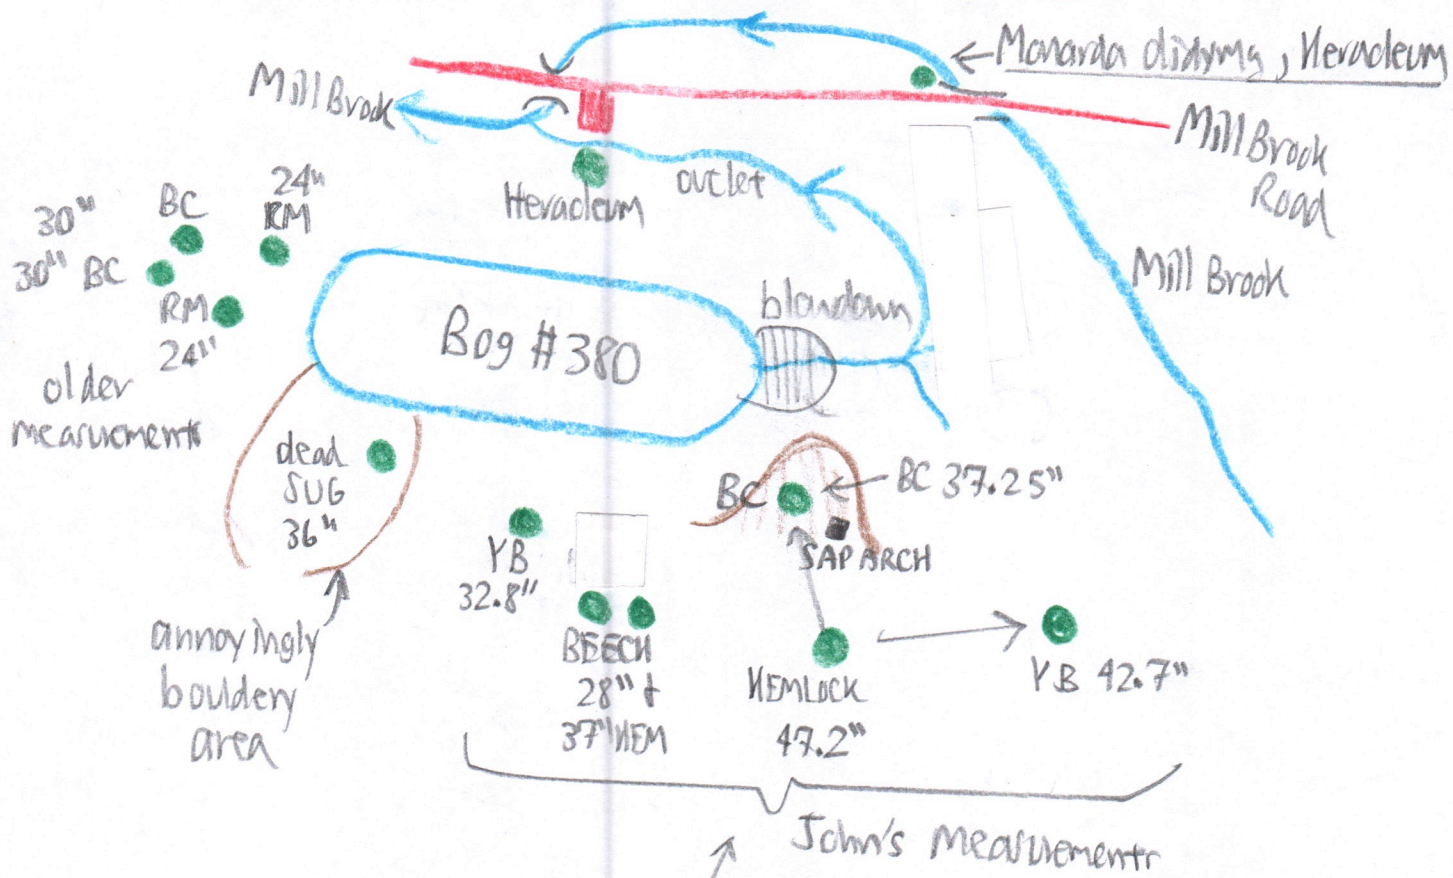 Monarda didyma, Heracleum
Mill Brook
Mill Brook
Road
outlet
Heracleum
24"
RM
BC
30"
30" BC
RM
24"
older
measurements
Mill Brook
blowdown
Bog #380
dead
SUG
36"
BC
BC 37.25"
SAP ARCH
YB
32.8"
BEECH
28" &
37" HEM
HEMLOCK
47.2"
YB 42.7"
annoyingly
bouldery
area
John's measurements